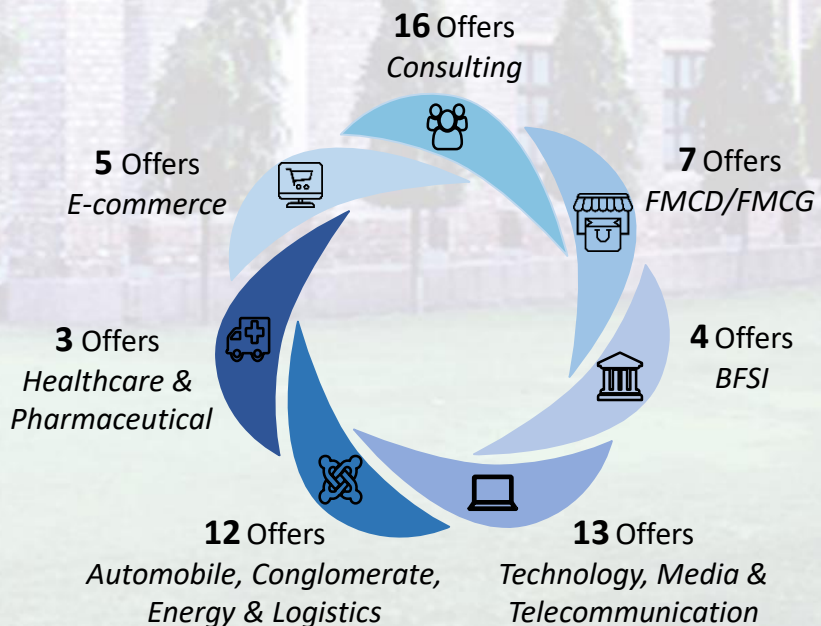 16 Offers
Consulting
7 Offers
FMCD/FMCG
4 Offers
BFSI
13 Offers
Technology, Media &
Telecommunication
12 Offers
Automobile, Conglomerate,
Energy & Logistics
3 Offers
Healthcare &
Pharmaceutical
5 Offers
E-commerce